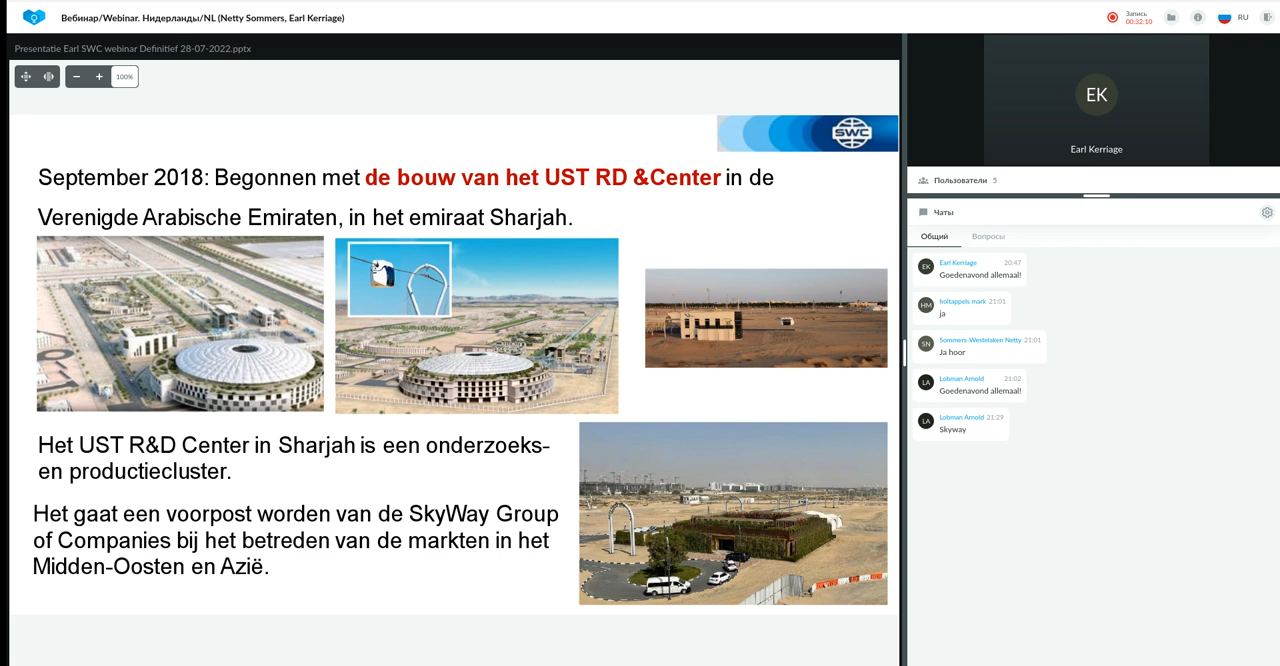 Вебинар/Webinar. Нидерланды/NL (Netty Sommers, Earl Kerriage)
Запись
00:32:10
RU
Presentatie Earl SWC webinar Definitief 28-07-2022.pptx
100%
SWC
September 2018: Begonnen met de bouw van het UST RD &Center in de
Verenigde Arabische Emiraten, in het emiraat Sharjah.
Het UST R&D Center in Sharjah is een onderzoeks-
en productiecluster.
Het gaat een voorpost worden van de SkyWay Group
of Companies bij het betreden van de markten in het
Midden-Oosten en Azië.
EK
Earl Kerriage
Пользователи 5
Чаты
Общий Вопросы
EK Earl Kerriage 20:47
Goedenavond allemaal!
HM holtappels mark 21:01
ja
SN Sommers-Westelaken Netty 21:01
Ja hoor
LA Lobman Arnold 21:02
Goedenavond allemaal!
LA Lobman Arnold 21:29
Skyway